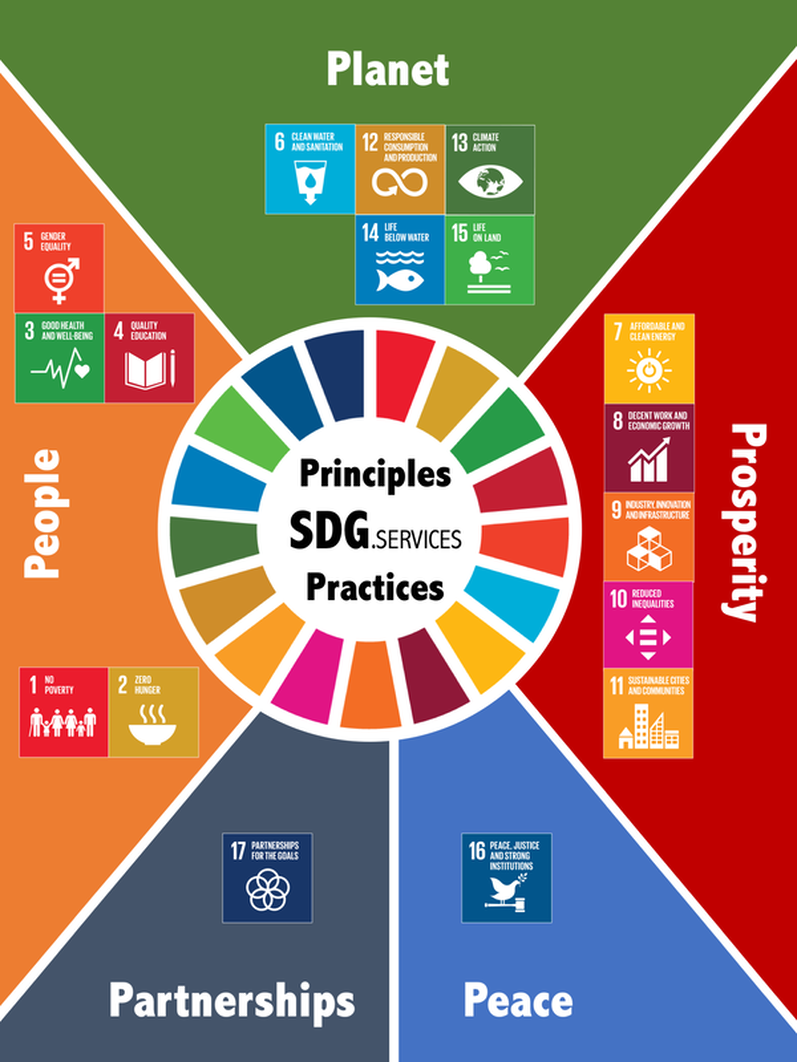 Planet
6 CLEAN WATER
AND SANITATION
12 RESPONSIBLE
CONSUMPTION
AND PRODUCTION
13 CLIMATE
ACTION
14 LIFE
BELOW WATER
15 LIFE
ON LAND
5 GENDER
EQUALITY
3 GOOD HEALTH
AND WELL-BEING
4 QUALITY
EDUCATION
People
1 NO
POVERTY
2 ZERO
HUNGER
Principles
SDG.SERVICES
Practices
7 AFFORDABLE AND
CLEAN ENERGY
8 DECENT WORK AND
ECONOMIC GROWTH
9 INDUSTRY, INNOVATION
AND INFRASTRUCTURE
10 REDUCED
INEQUALITIES
11 SUSTAINABLE CITIES
AND COMMUNITIES
Prosperity
17 PARTNERSHIPS
FOR THE GOALS
16 PEACE, JUSTICE
AND STRONG
INSTITUTIONS
Partnerships
Peace